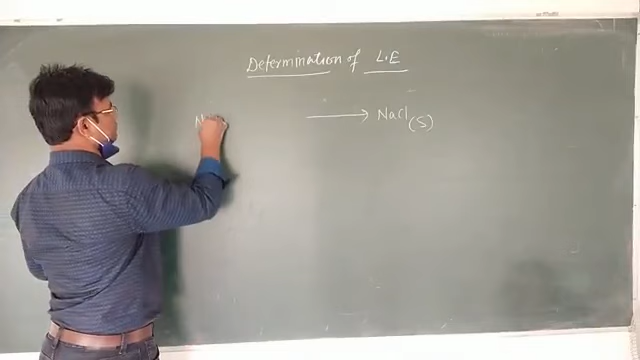 Determination of L.E
N → NaCl(s)